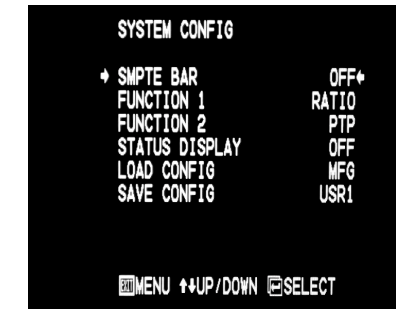 SYSTEM CONFIG
SMPTE BAR OFF
FUNCTION 1 RATIO
FUNCTION 2 PTP
STATUS DISPLAY OFF
LOAD CONFIG MFG
SAVE CONFIG USR1
EXIT MENU ↑↓UP/DOWN SELECT